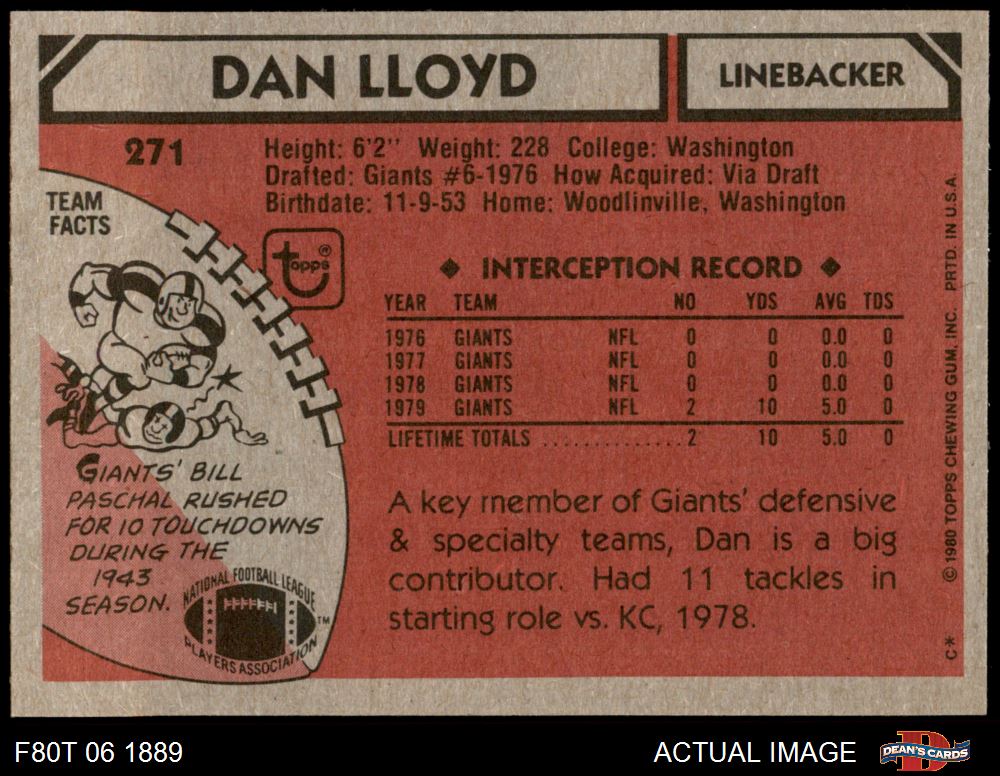 DAN LLOYD
LINEBACKER
271
Height: 6'2" Weight: 228 College: Washington
Drafted: Giants #6-1976 How Acquired: Via Draft
Birthdate: 11-9-53 Home: Woodlinville, Washington
TEAM
FACTS
topps®
◆ INTERCEPTION RECORD ◆
YEAR TEAM NO YDS AVG TDS
1976 GIANTS NFL 0 0 0.0 0
1977 GIANTS NFL 0 0 0.0 0
1978 GIANTS NFL 0 0 0.0 0
1979 GIANTS NFL 2 10 5.0 0
LIFETIME TOTALS ..............2 10 5.0 0
GIANTS' BILL
PASCHAL RUSHED
FOR 10 TOUCHDOWNS
DURING THE
1943
SEASON.
NATIONAL FOOTBALL LEAGUE
PLAYERS ASSOCIATION
TM
A key member of Giants' defensive
& specialty teams, Dan is a big
contributor. Had 11 tackles in
starting role vs. KC, 1978.
C* © 1980 TOPPS CHEWING GUM, INC. PRTD. IN U.S.A.
F80T 06 1889
ACTUAL IMAGE
DEAN'S CARDS